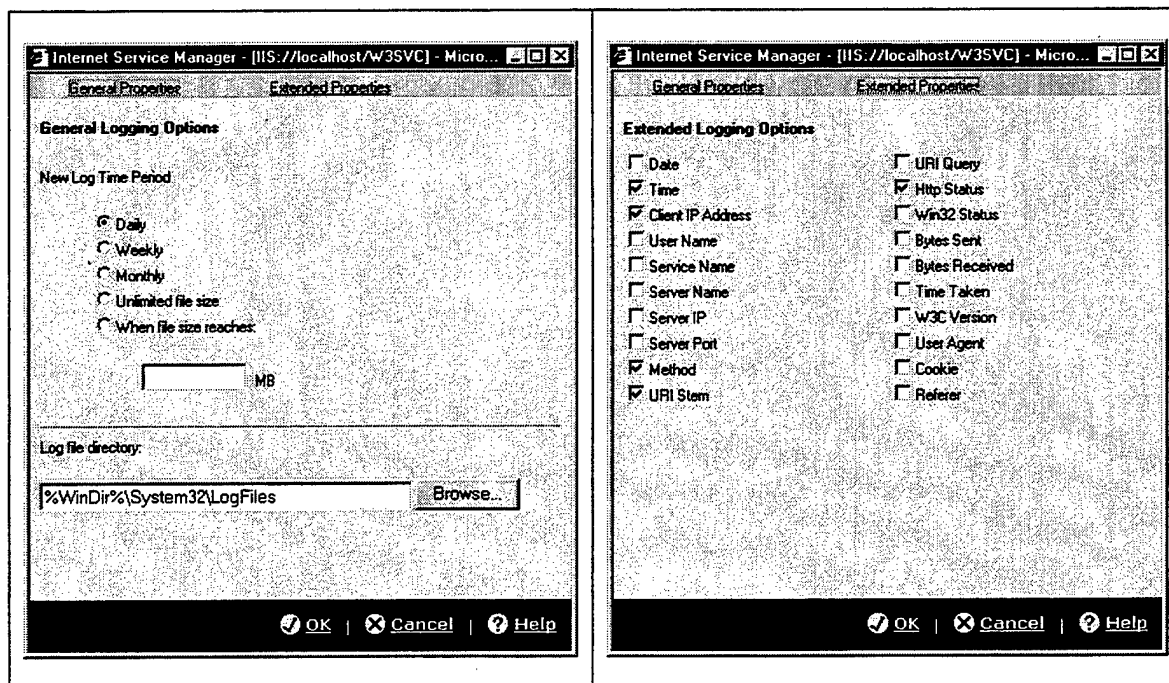 Internet Service Manager - [IIS://localhost/W3SVC] - Micro...
General Properties Extended Properties
General Logging Options
New Log Time Period
Daily
Weekly
Monthly
Unlimited file size
When file size reaches:
MB
Log file directory:
%WinDir%\System32\LogFiles Browse...
OK | Cancel | Help
Internet Service Manager - [IIS://localhost/W3SVC] - Micro...
General Properties Extended Properties
Extended Logging Options
Date
Time
Client IP Address
User Name
Service Name
Server Name
Server IP
Server Port
Method
URI Stem
URI Query
Http Status
Win32 Status
Bytes Sent
Bytes Received
Time Taken
W3C Version
User Agent
Cookie
Referer
OK | Cancel | Help